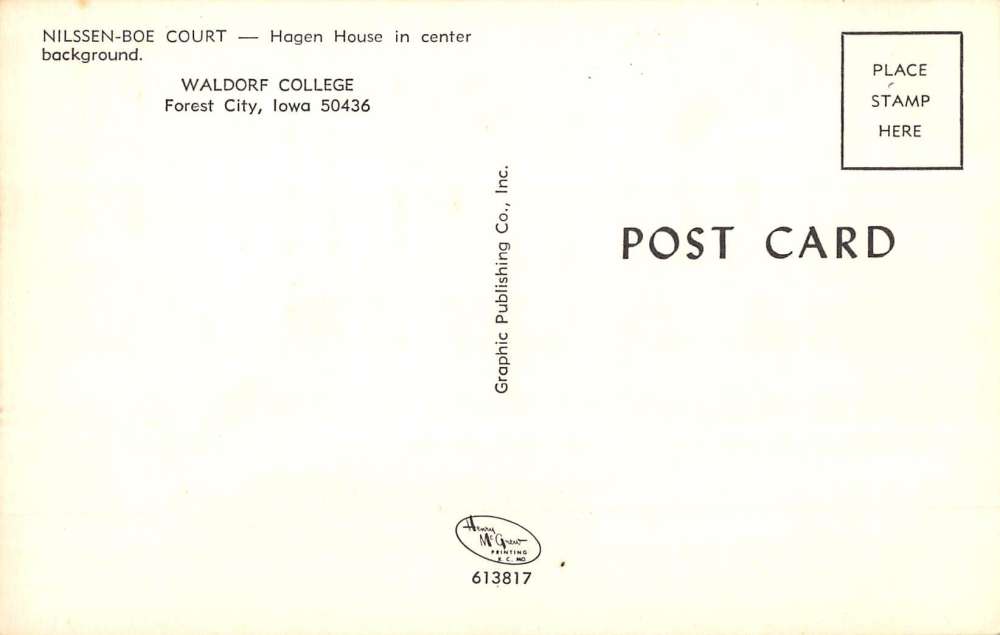 NILSSEN-BOE COURT — Hagen House in center
background.
WALDORF COLLEGE
Forest City, Iowa 50436
PLACE
STAMP
HERE
Graphic Publishing Co., Inc.
POST CARD
Henry
McGrew
PRINTING
K. C. MO.
613817